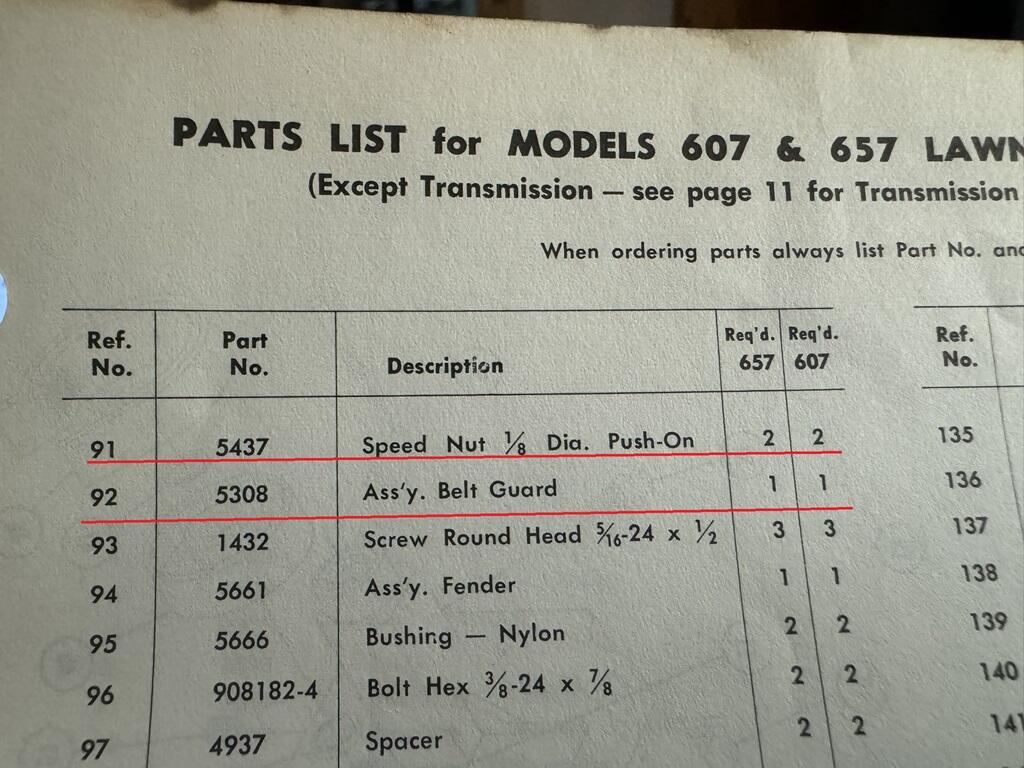 PARTS LIST for MODELS 607 & 657
(Except Transmission — see page 11 for Transmission
When ordering parts always list Part No.
Ref. No. Part No. Description Req'd. 657 Req'd. 607 Ref. No.
91 5437 Speed Nut ⅛ Dia. Push-On 2 2 135
92 5308 Ass'y. Belt Guard 1 1 136
93 1432 Screw Round Head 5/16-24 x ½ 3 3 137
94 5661 Ass'y. Fender 1 1 138
95 5666 Bushing — Nylon 2 2 139
96 908182-4 Bolt Hex ⅜-24 x ⅞ 2 2 140
97 4937 Spacer 2 2